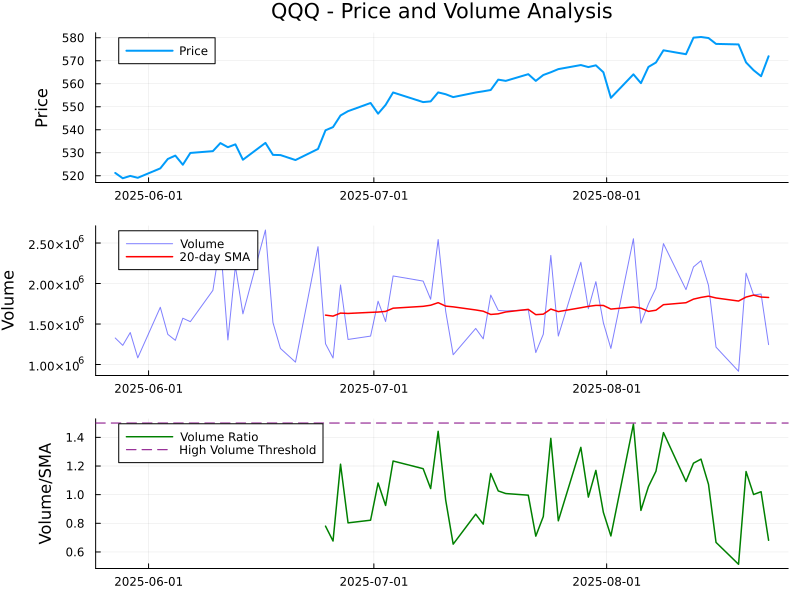 QQQ - Price and Volume Analysis
Price
580
570
560
550
540
530
520
Price
2025-06-01
2025-07-01
2025-08-01
Volume
2.50×10⁶
2.00×10⁶
1.50×10⁶
1.00×10⁶
Volume
20-day SMA
2025-06-01
2025-07-01
2025-08-01
Volume/SMA
1.4
1.2
1.0
0.8
0.6
Volume Ratio
High Volume Threshold
2025-06-01
2025-07-01
2025-08-01